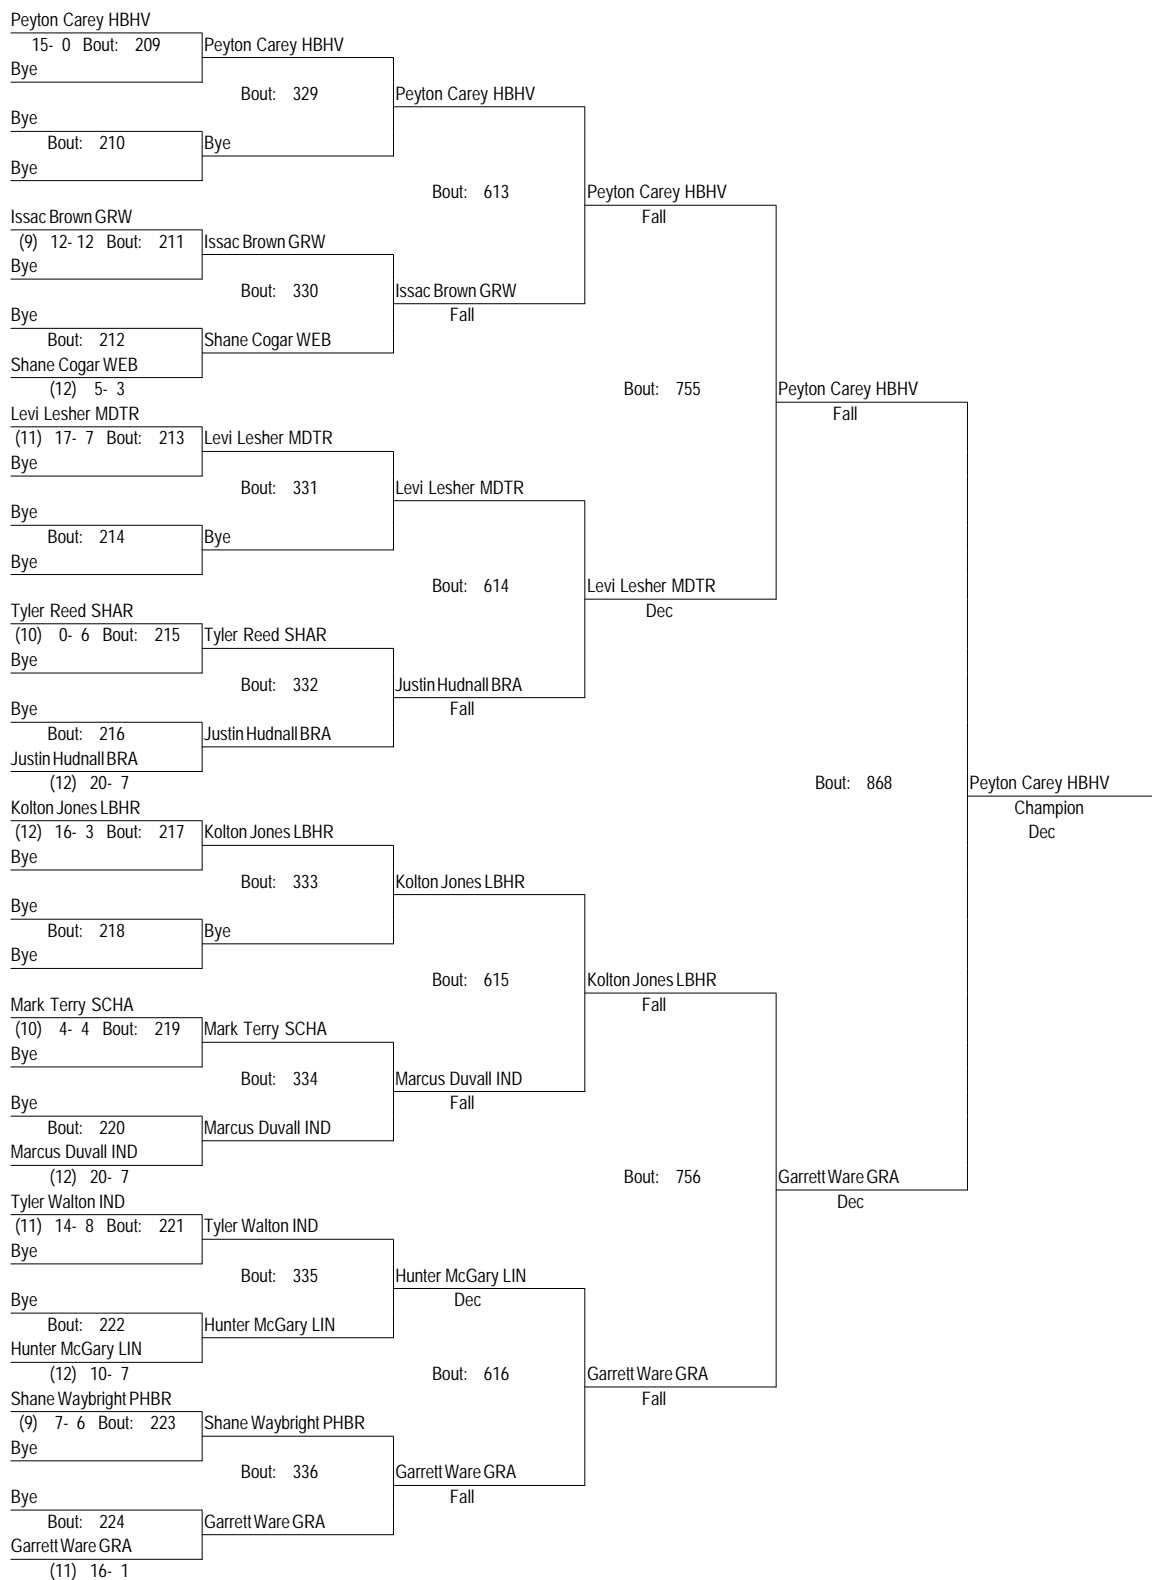 Peyton Carey HBHV
15- 0 Bout: 209 Peyton Carey HBHV
Bye
Bout: 329 Peyton Carey HBHV
Bye
Bout: 210 Bye
Bye
Bout: 613 Peyton Carey HBHV
Fall
Issac Brown GRW
(9) 12- 12 Bout: 211 Issac Brown GRW
Bye
Bout: 330 Issac Brown GRW
Fall
Bye
Bout: 212 Shane Cogar WEB
Shane Cogar WEB
(12) 5- 3
Bout: 755 Peyton Carey HBHV
Fall
Levi Lesher MDTR
(11) 17- 7 Bout: 213 Levi Lesher MDTR
Bye
Bout: 331 Levi Lesher MDTR
Bye
Bout: 214 Bye
Bye
Bout: 614 Levi Lesher MDTR
Dec
Tyler Reed SHAR
(10) 0- 6 Bout: 215 Tyler Reed SHAR
Bye
Bout: 332 Justin Hudnall BRA
Fall
Bye
Bout: 216 Justin Hudnall BRA
Justin Hudnall BRA
(12) 20- 7
Bout: 868 Peyton Carey HBHV
Champion
Dec
Kolton Jones LBHR
(12) 16- 3 Bout: 217 Kolton Jones LBHR
Bye
Bout: 333 Kolton Jones LBHR
Bye
Bout: 218 Bye
Bye
Bout: 615 Kolton Jones LBHR
Fall
Mark Terry SCHA
(10) 4- 4 Bout: 219 Mark Terry SCHA
Bye
Bout: 334 Marcus Duvall IND
Fall
Bye
Bout: 220 Marcus Duvall IND
Marcus Duvall IND
(12) 20- 7
Bout: 756 Garrett Ware GRA
Dec
Tyler Walton IND
(11) 14- 8 Bout: 221 Tyler Walton IND
Bye
Bout: 335 Hunter McGary LIN
Dec
Bye
Bout: 222 Hunter McGary LIN
Hunter McGary LIN
(12) 10- 7
Bout: 616 Garrett Ware GRA
Fall
Shane Waybright PHBR
(9) 7- 6 Bout: 223 Shane Waybright PHBR
Bye
Bout: 336 Garrett Ware GRA
Fall
Bye
Bout: 224 Garrett Ware GRA
Garrett Ware GRA
(11) 16- 1